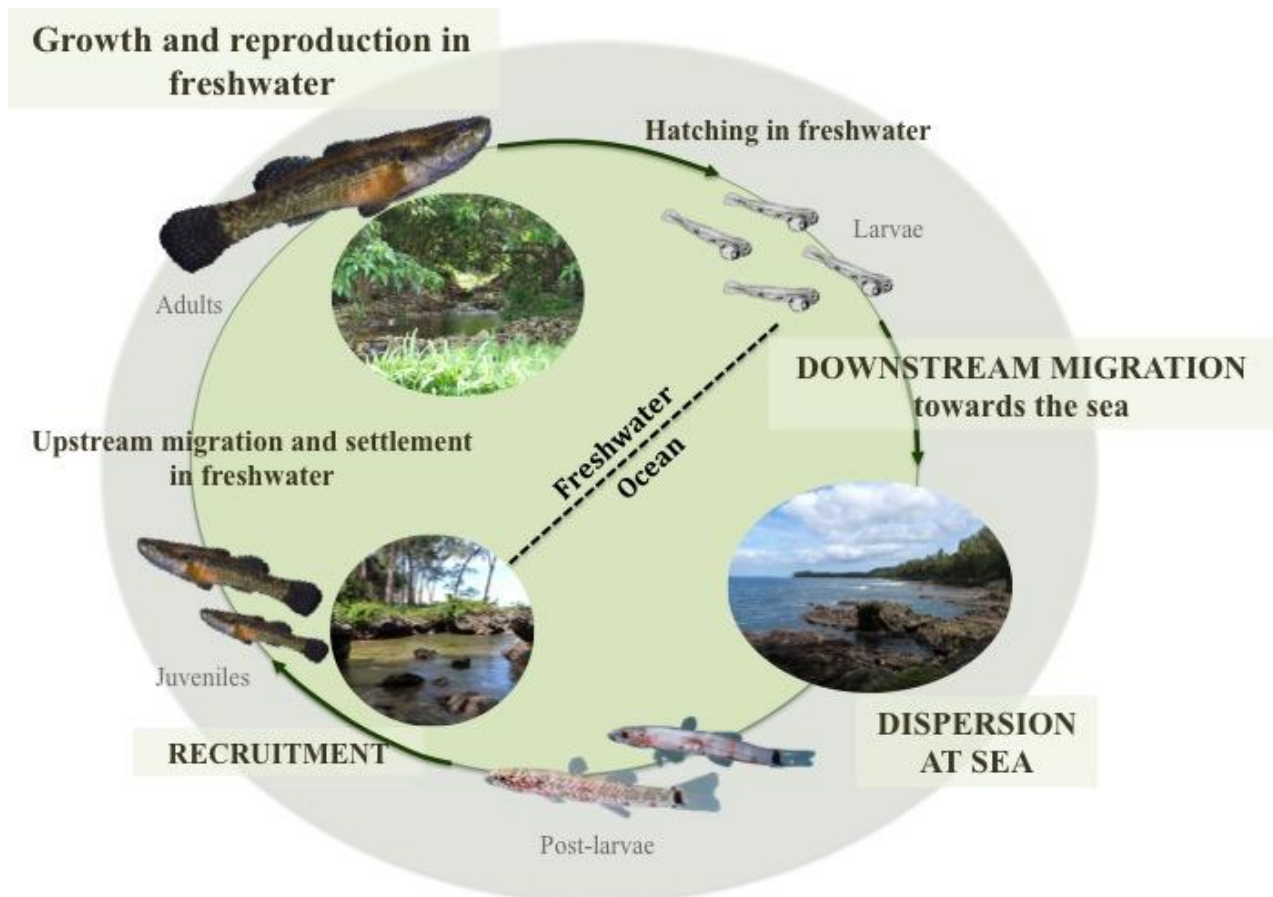 Growth and reproduction in
freshwater
Hatching in freshwater
Larvae
Adults
DOWNSTREAM MIGRATION
towards the sea
Freshwater
Ocean
Upstream migration and settlement
in freshwater
Juveniles
RECRUITMENT
DISPERSION
AT SEA
Post-larvae